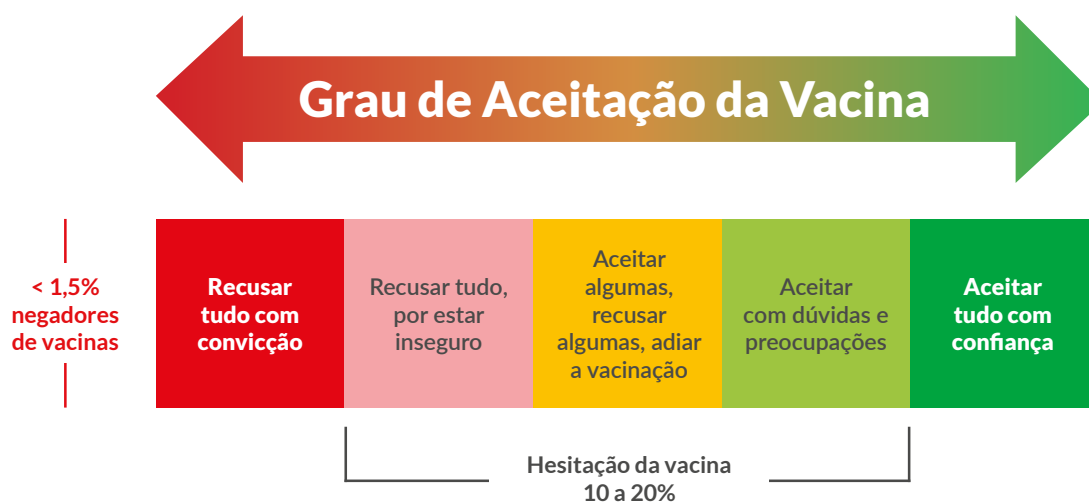 Grau de Aceitação da Vacina
< 1,5%
negadores
de vacinas
Recusar
tudo com
convicção
Recusar tudo,
por estar
inseguro
Aceitar
algumas,
recusar
algumas, adiar
a vacinação
Aceitar
com dúvidas e
preocupações
Aceitar
tudo com
confiança
Hesitação da vacina
10 a 20%